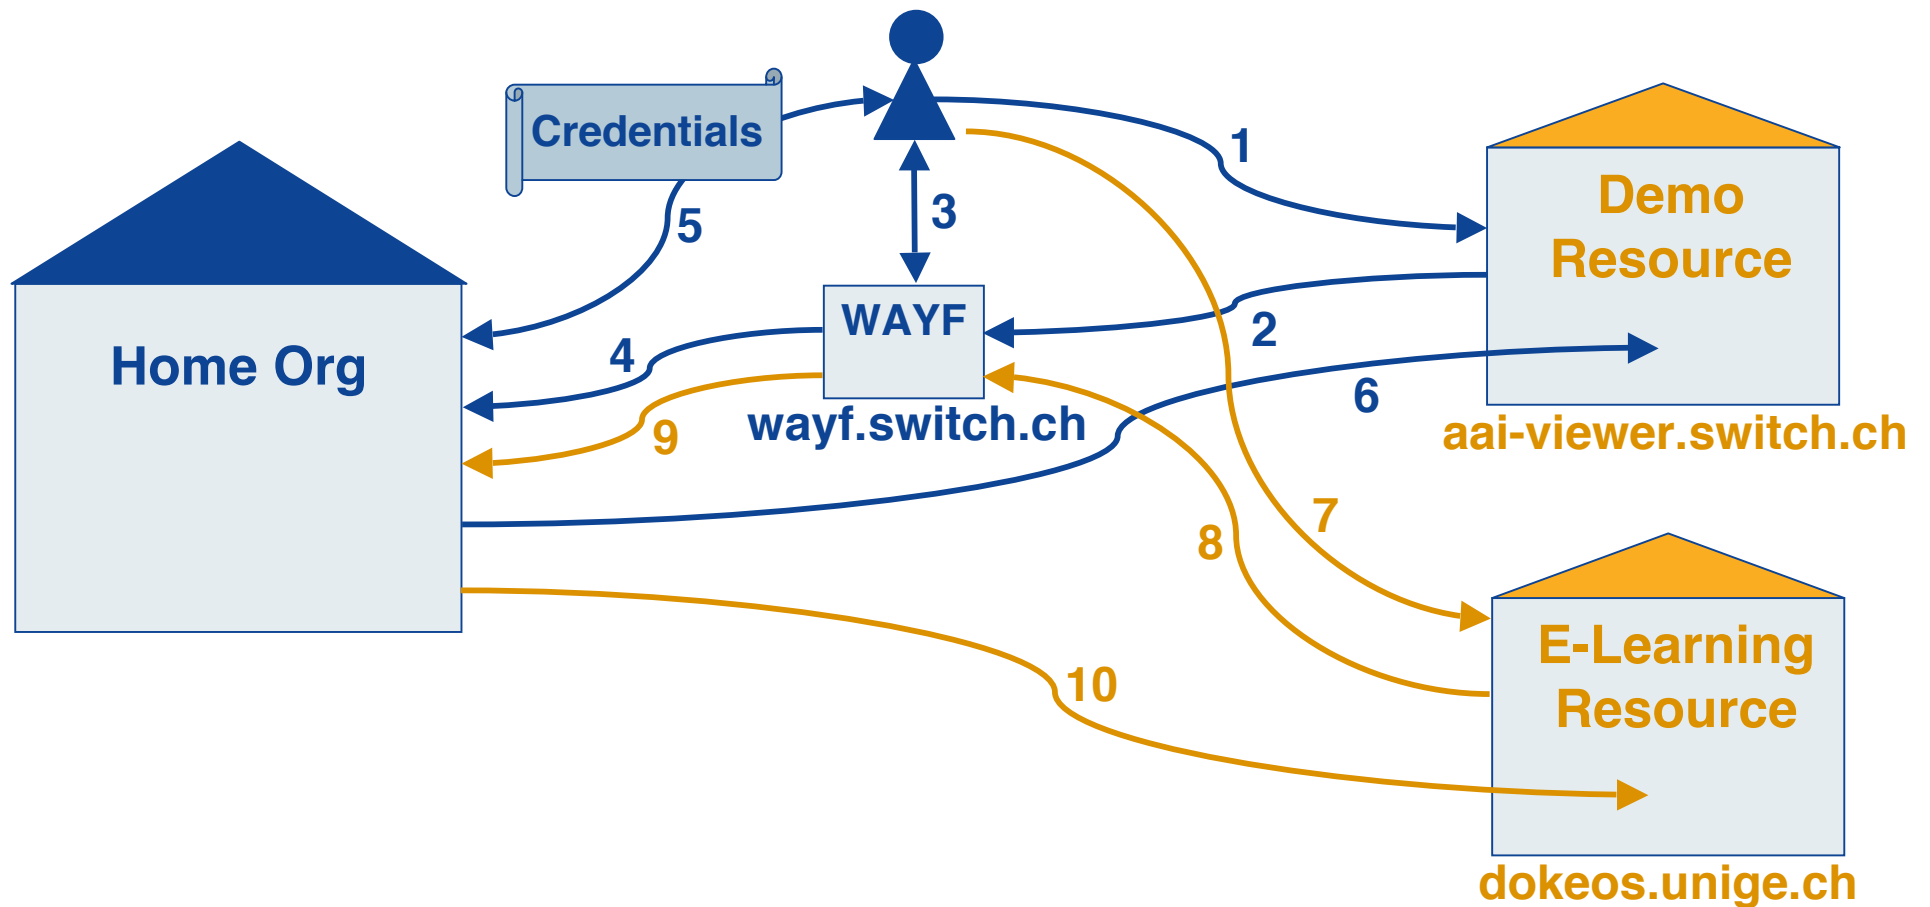 Credentials
1
Demo
Resource
3
5
2
WAYF
Home Org
4
6
wayf.switch.ch
9
aai-viewer.switch.ch
7
8
E-Learning
Resource
10
dokeos.unige.ch